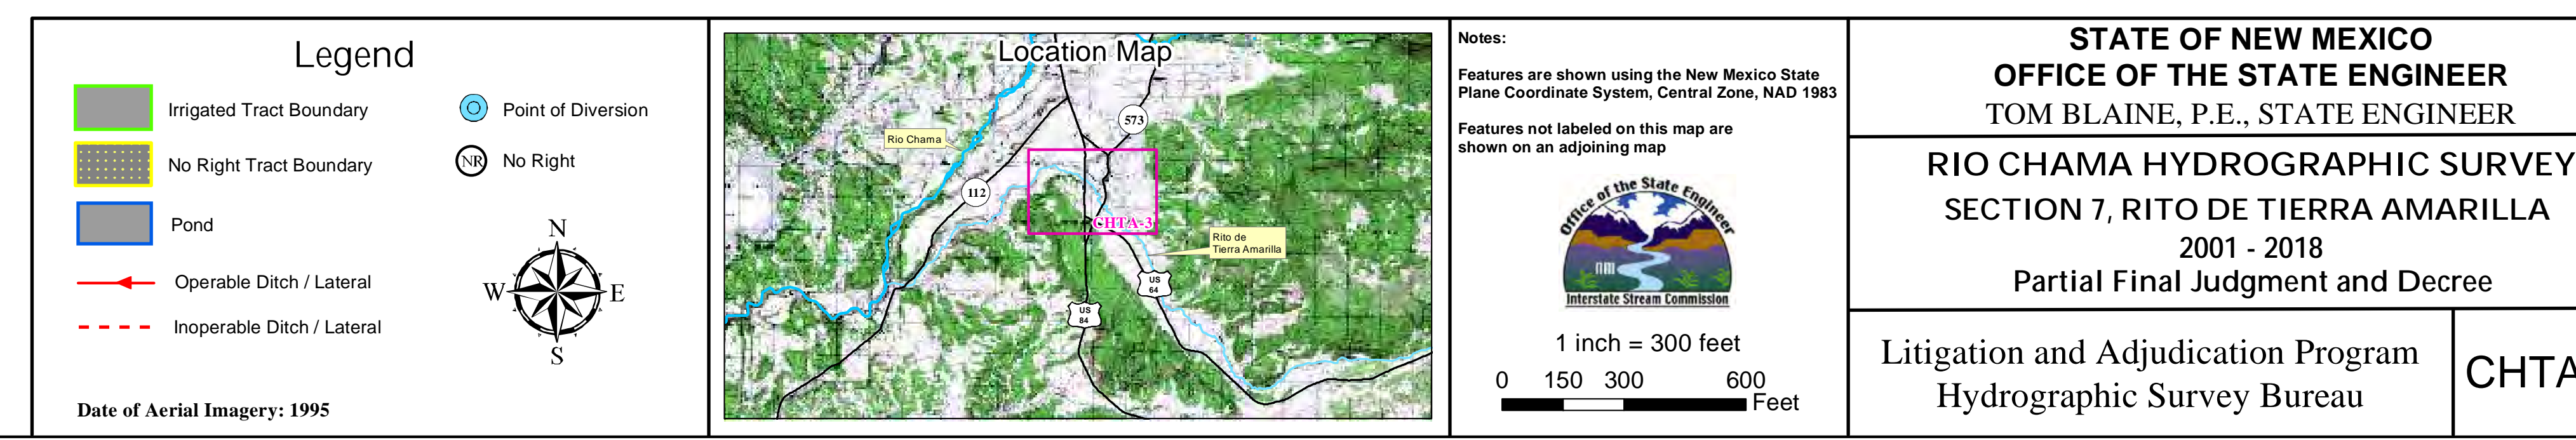 Legend
Irrigated Tract Boundary
No Right Tract Boundary
Pond
Operable Ditch / Lateral
Inoperable Ditch / Lateral
Point of Diversion
NR No Right
N
W E
S
Date of Aerial Imagery: 1995
Location Map
573
Rio Chama
112
CHTA-3
Rito de
Tierra Amarilla
US
64
US
84
Notes:
Features are shown using the New Mexico State
Plane Coordinate System, Central Zone, NAD 1983
Features not labeled on this map are
shown on an adjoining map
Office of the State Engineer
nm
Interstate Stream Commission
1 inch = 300 feet
0 150 300 600
Feet
STATE OF NEW MEXICO
OFFICE OF THE STATE ENGINEER
TOM BLAINE, P.E., STATE ENGINEER
RIO CHAMA HYDROGRAPHIC SURVEY
SECTION 7, RITO DE TIERRA AMARILLA
2001 - 2018
Partial Final Judgment and Decree
Litigation and Adjudication Program
Hydrographic Survey Bureau
CHTA